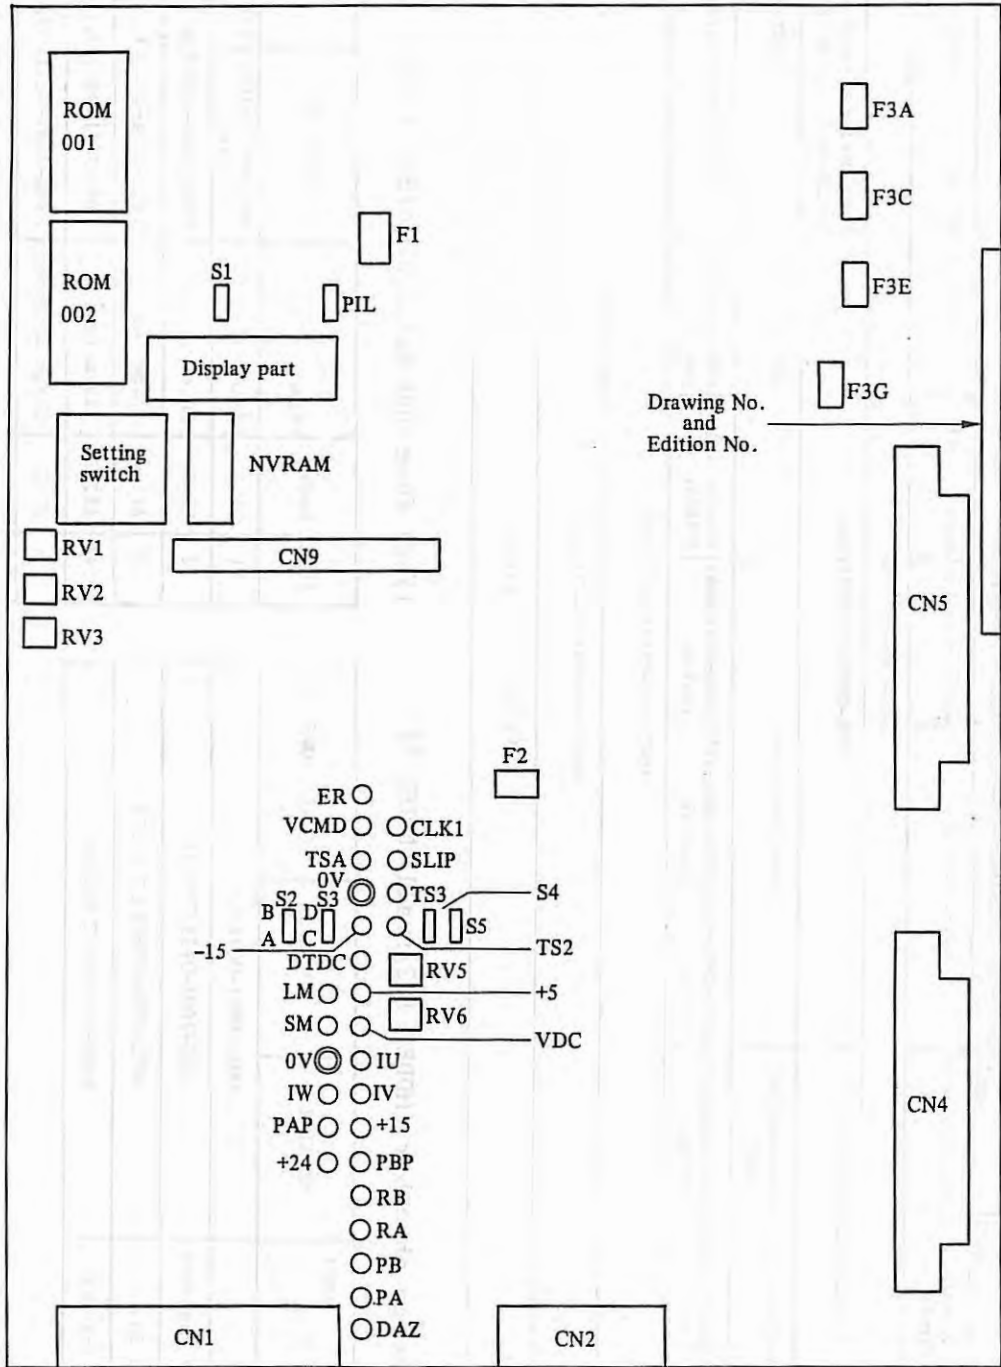 ROM
001
F3A
F3C
F1
ROM
002
S1
PIL
F3E
Display part
F3G
Drawing No.
and
Edition No.
Setting
switch
NVRAM
RV1
CN9
RV2
CN5
RV3
F2
ER
VCMD
CLK1
TSA
SLIP
0V
S2
S3
TS3
S4
B
D
A
C
S5
-15
TS2
DTDC
RV5
LM
+5
SM
RV6
VDC
0V
IU
IW
IV
CN4
PAP
+15
+24
PBP
RB
RA
PB
PA
DAZ
CN1
CN2